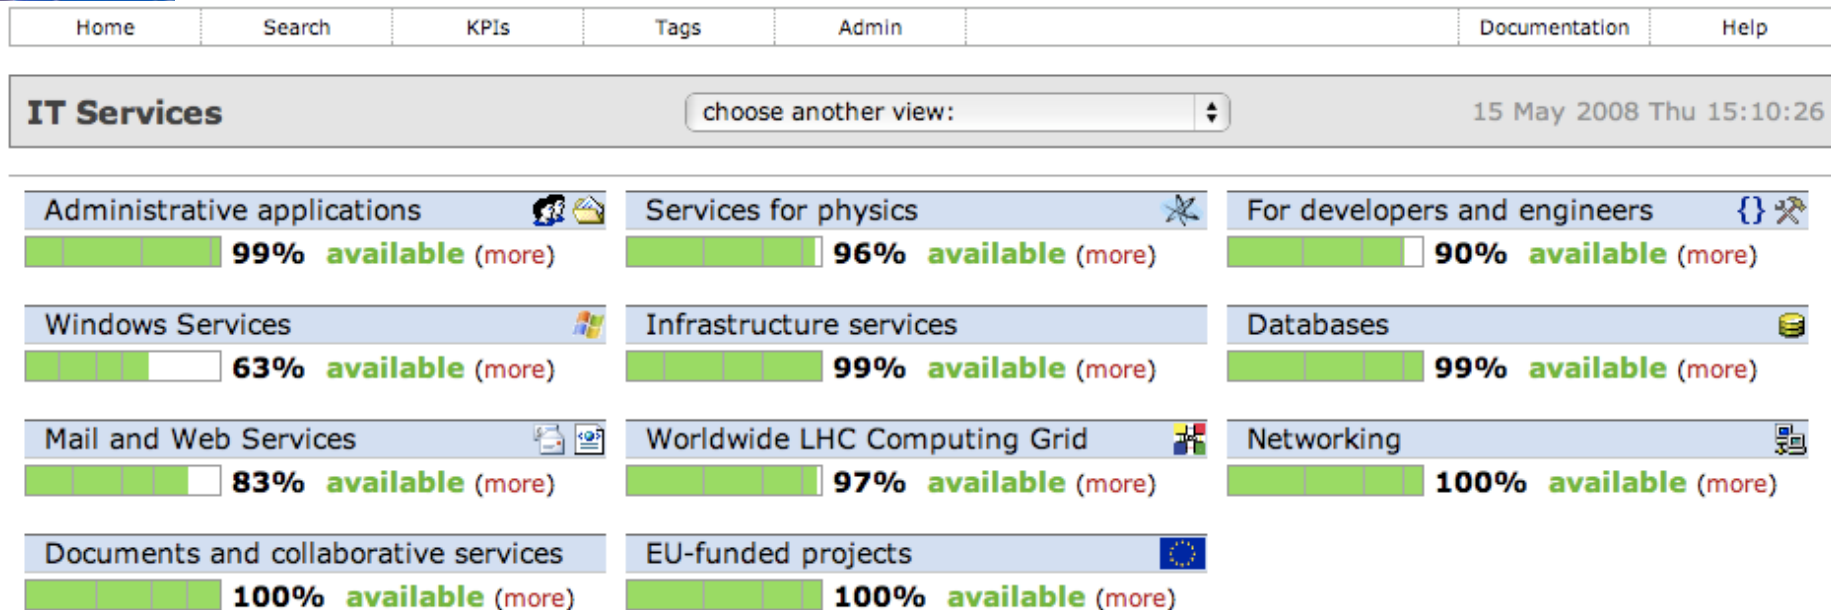 Home Search KPIs Tags Admin Documentation Help
IT Services choose another view: 15 May 2008 Thu 15:10:26
Administrative applications Services for physics For developers and engineers {}
99% available (more) 96% available (more) 90% available (more)
Windows Services Infrastructure services Databases
63% available (more) 99% available (more) 99% available (more)
Mail and Web Services Worldwide LHC Computing Grid Networking
83% available (more) 97% available (more) 100% available (more)
Documents and collaborative services EU-funded projects
100% available (more) 100% available (more)